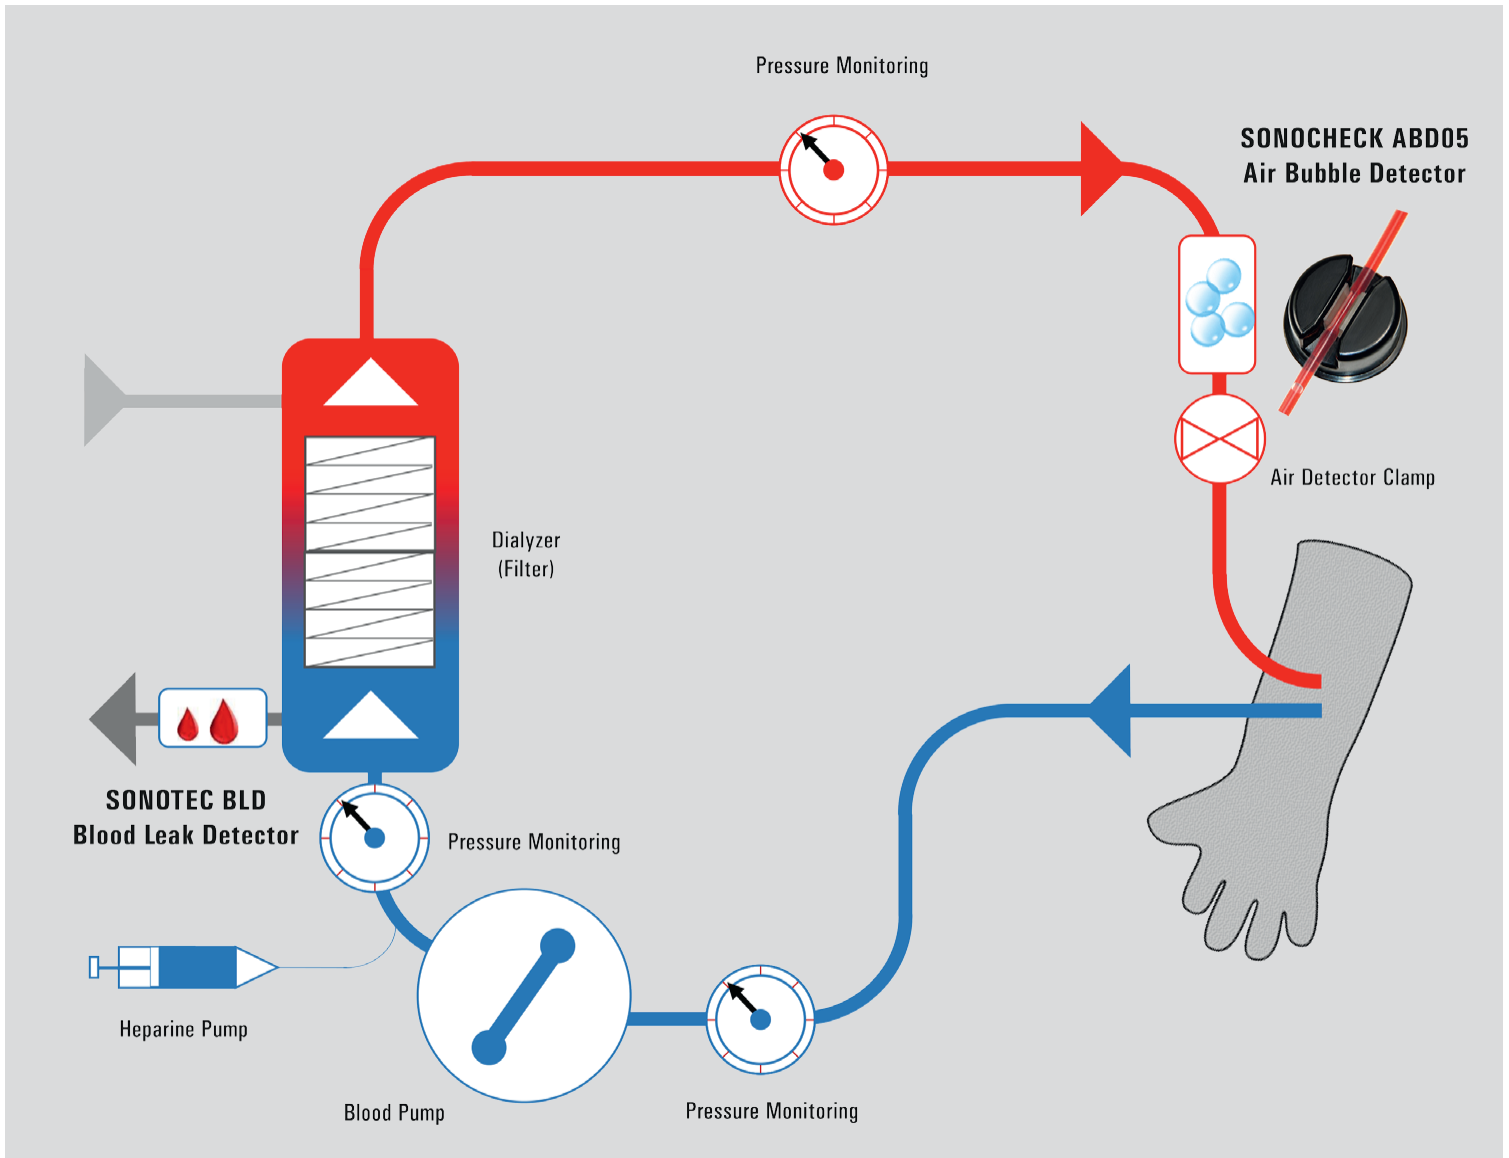 Pressure Monitoring
SONOCHECK ABD05
Air Bubble Detector
Air Detector Clamp
Dialyzer
(Filter)
SONOTEC BLD
Blood Leak Detector
Pressure Monitoring
Heparine Pump
Blood Pump
Pressure Monitoring